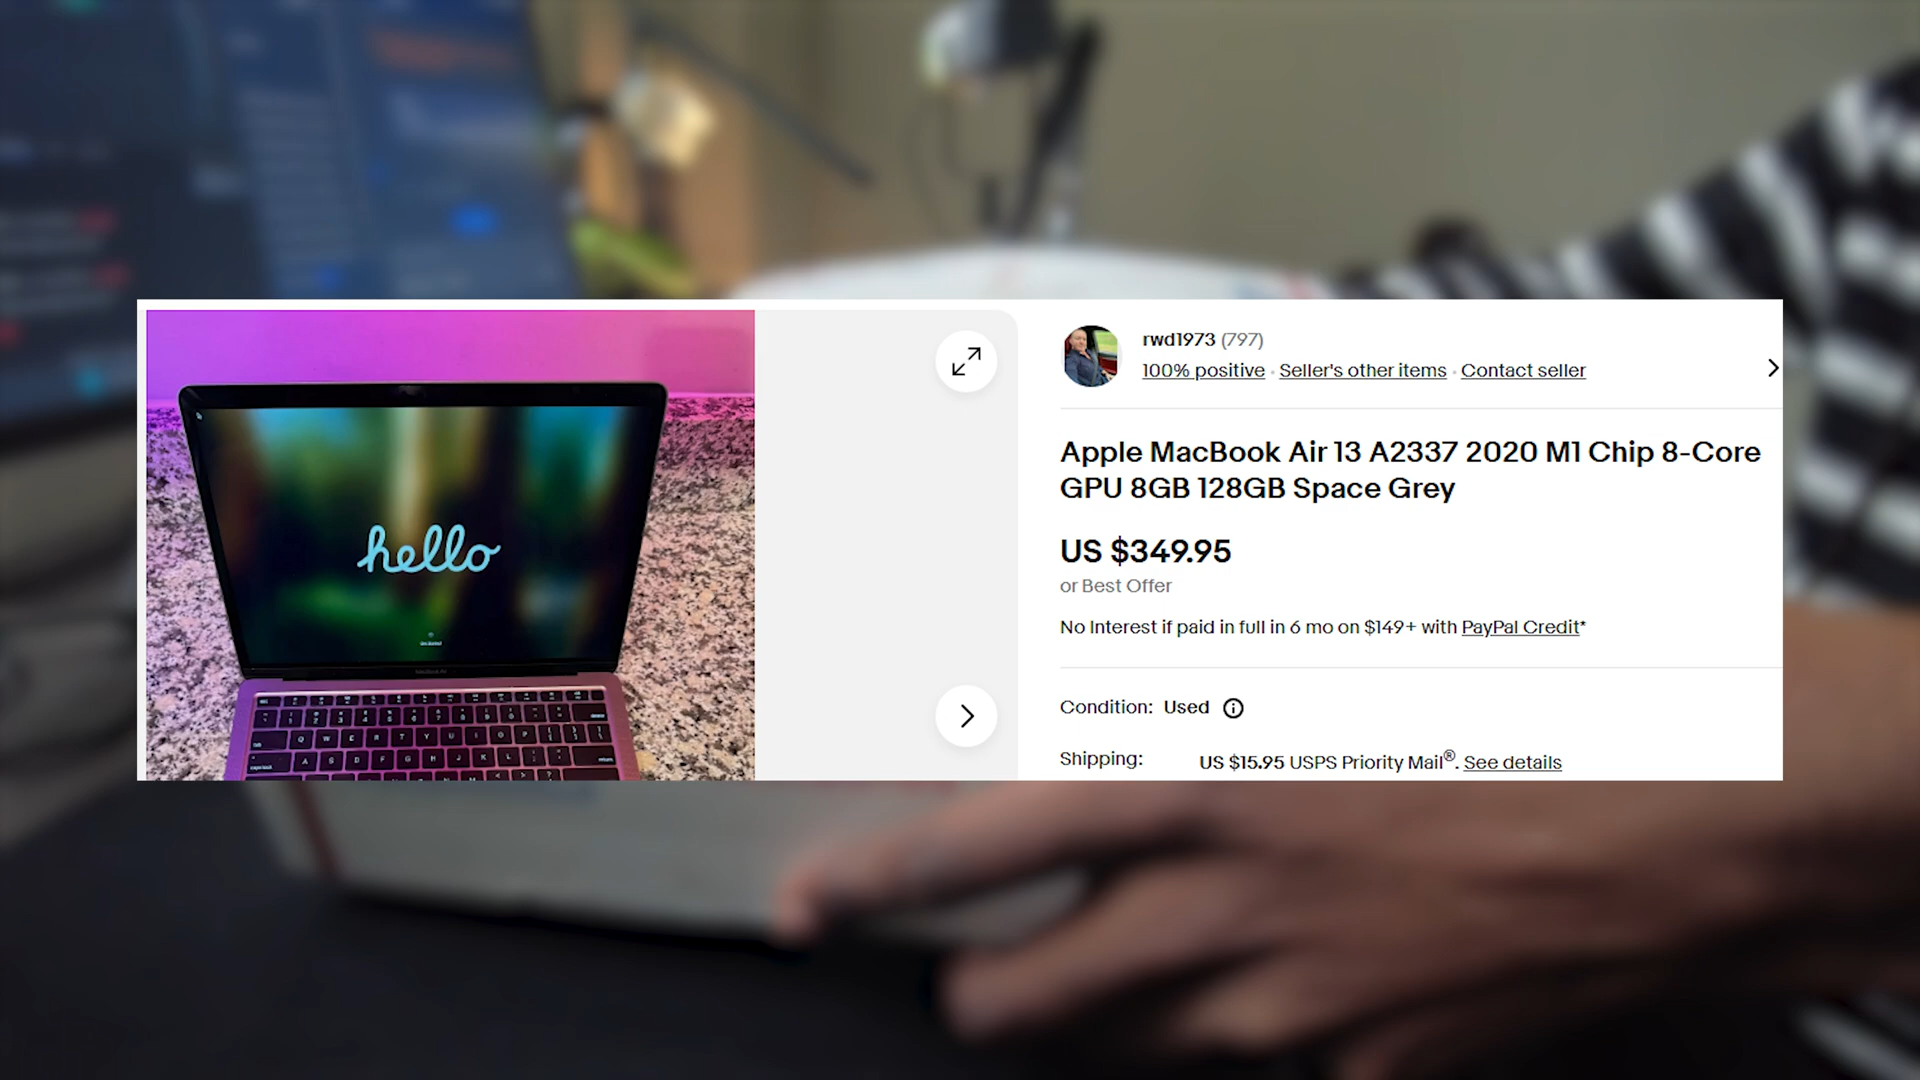 hello
rwd1973 (797)
100% positive · Seller's other items · Contact seller
Apple MacBook Air 13 A2337 2020 M1 Chip 8-Core
GPU 8GB 128GB Space Grey
US $349.95
or Best Offer
No Interest if paid in full in 6 mo on $149+ with PayPal Credit*
Condition: Used
Shipping: US $15.95 USPS Priority Mail®. See details